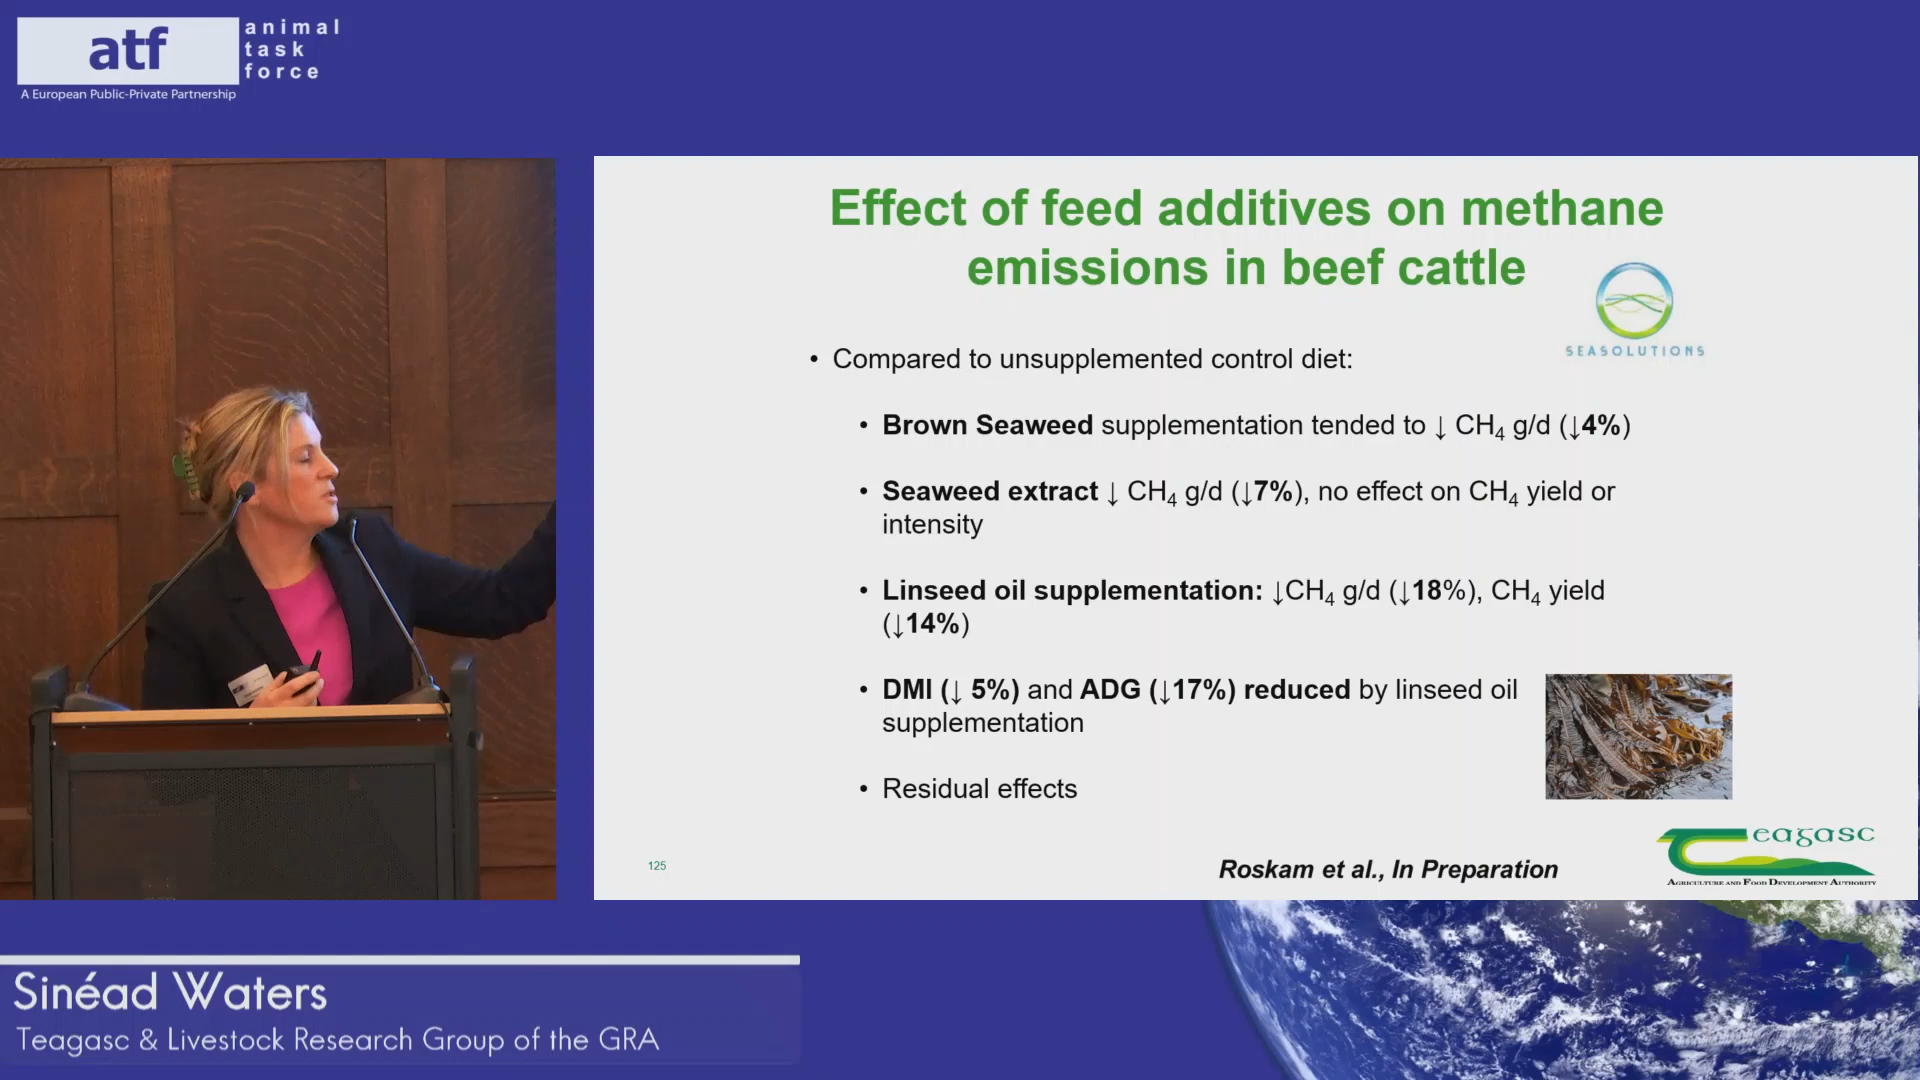 atf
animal
task
force
A European Public-Private Partnership
Effect of feed additives on methane
emissions in beef cattle
SEASOLUTIONS
• Compared to unsupplemented control diet:
• Brown Seaweed supplementation tended to ↓ CH₄ g/d (↓4%)
• Seaweed extract ↓ CH₄ g/d (↓7%), no effect on CH₄ yield or
intensity
• Linseed oil supplementation: ↓CH₄ g/d (↓18%), CH₄ yield
(↓14%)
• DMI (↓ 5%) and ADG (↓17%) reduced by linseed oil
supplementation
• Residual effects
125
Roskam et al., In Preparation
Teagasc
AGRICULTURE AND FOOD DEVELOPMENT AUTHORITY
Sinéad Waters
Teagasc & Livestock Research Group of the GRA